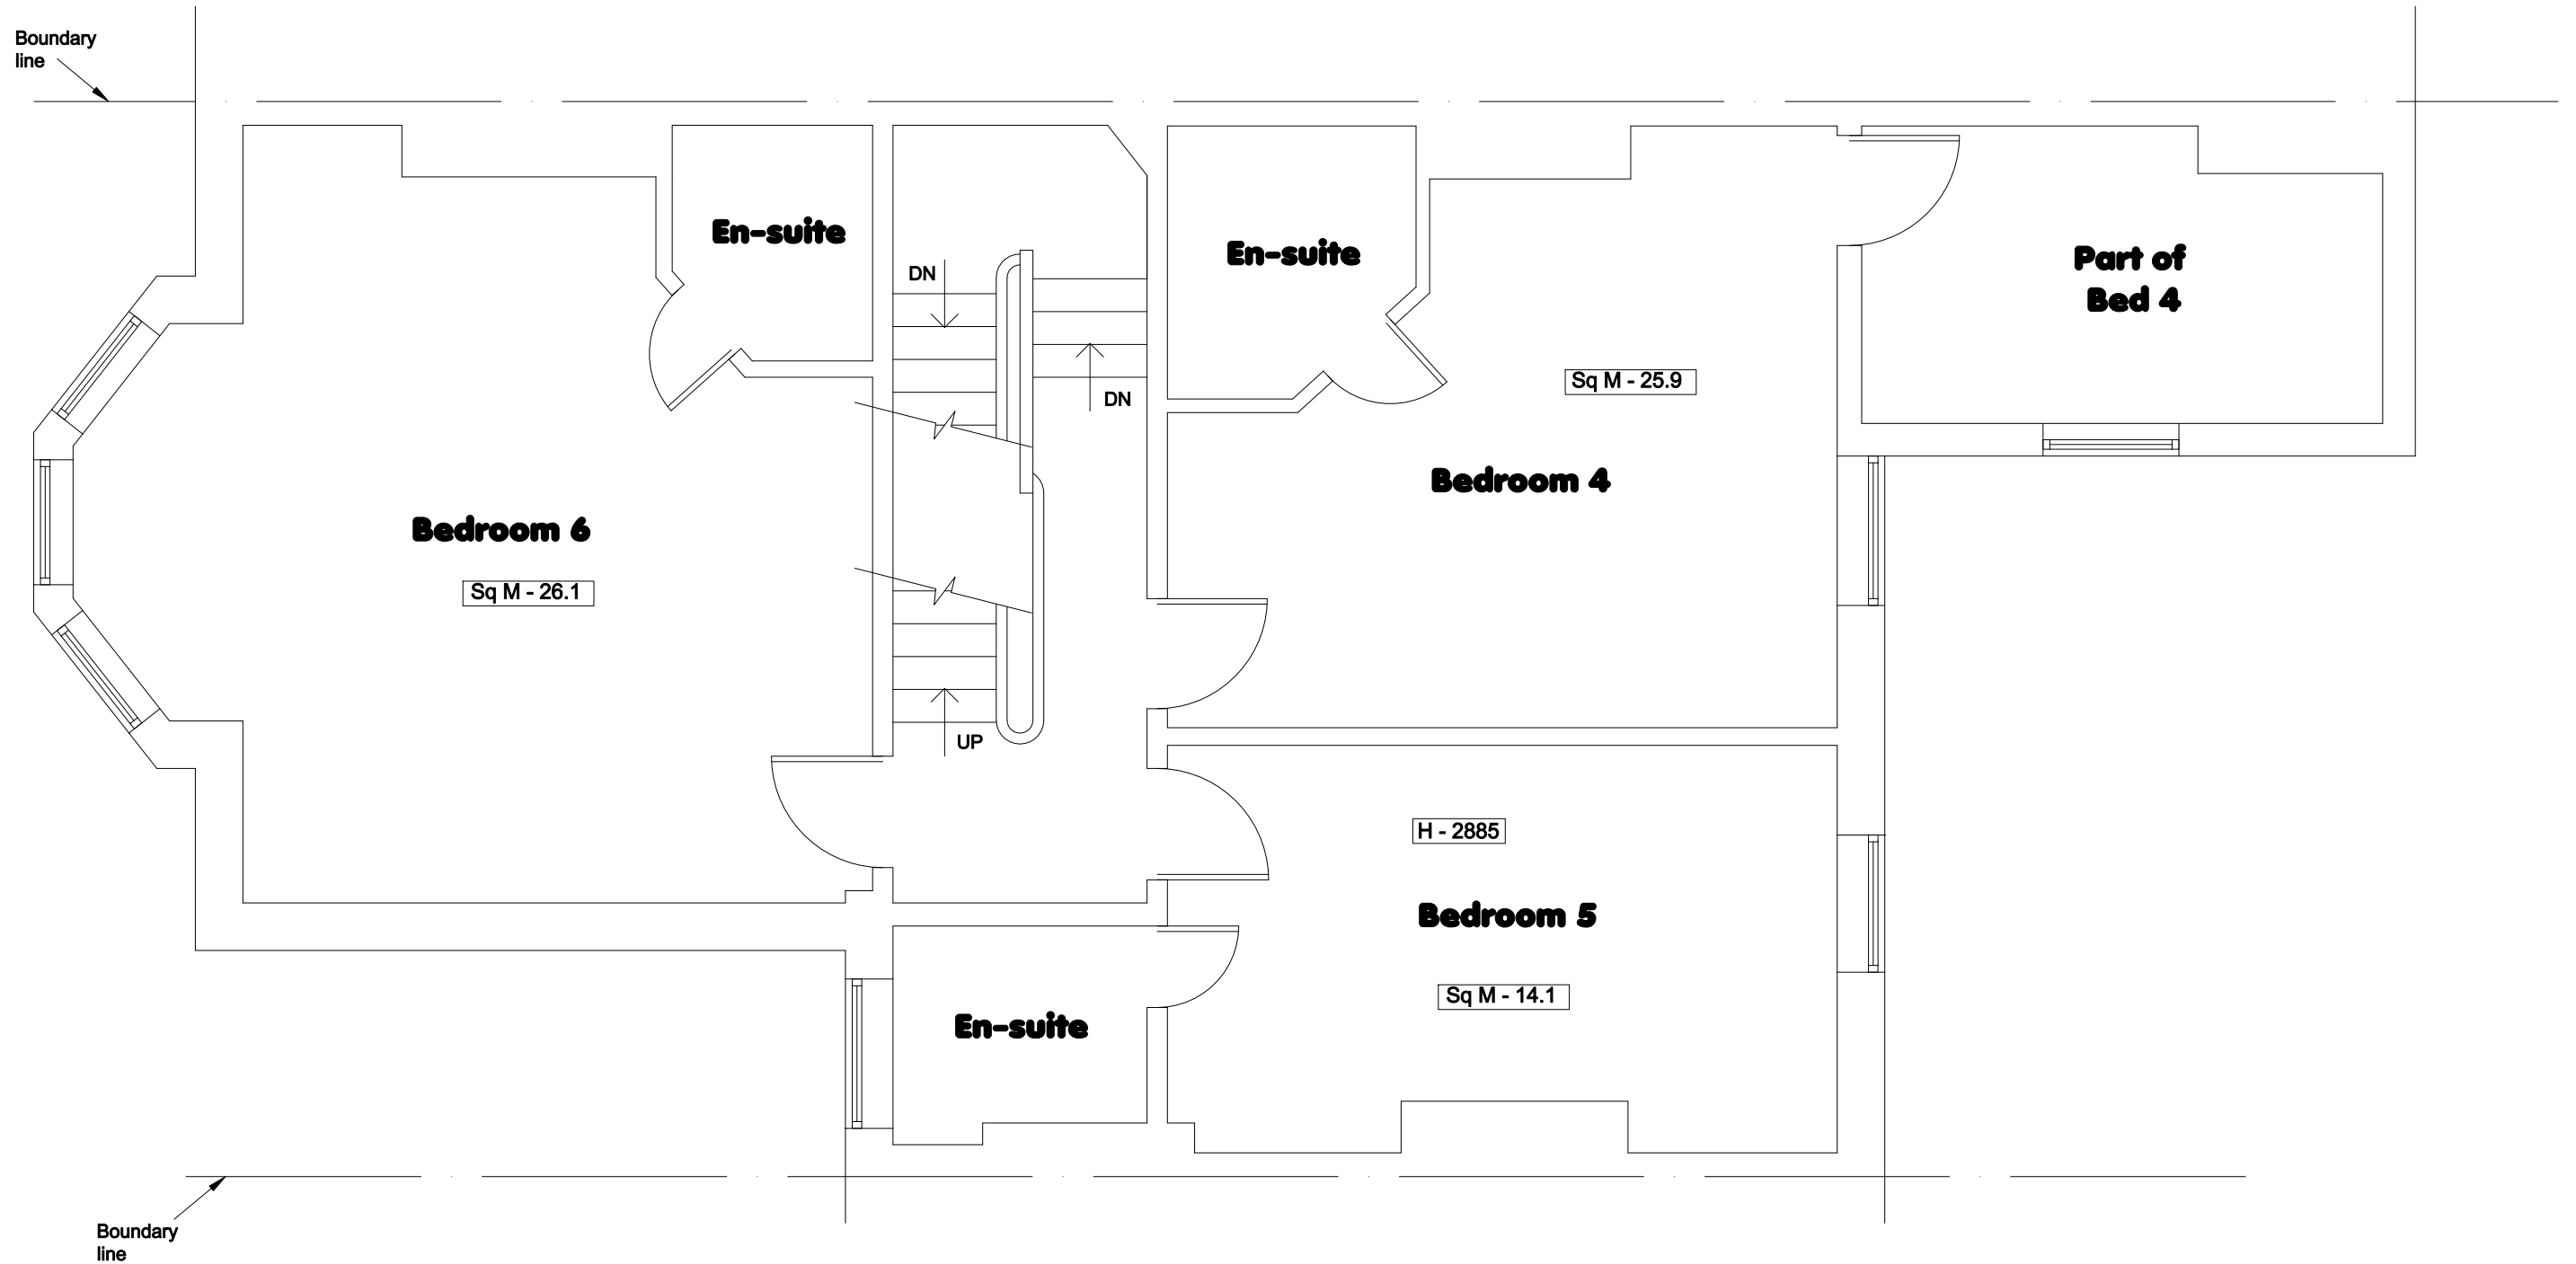 Boundary
line
En-suite
En-suite
Part of
Bed 4
DN
DN
Sq M - 25.9
Bedroom 4
Bedroom 6
Sq M - 26.1
UP
H - 2885
Bedroom 5
Sq M - 14.1
En-suite
Boundary
line